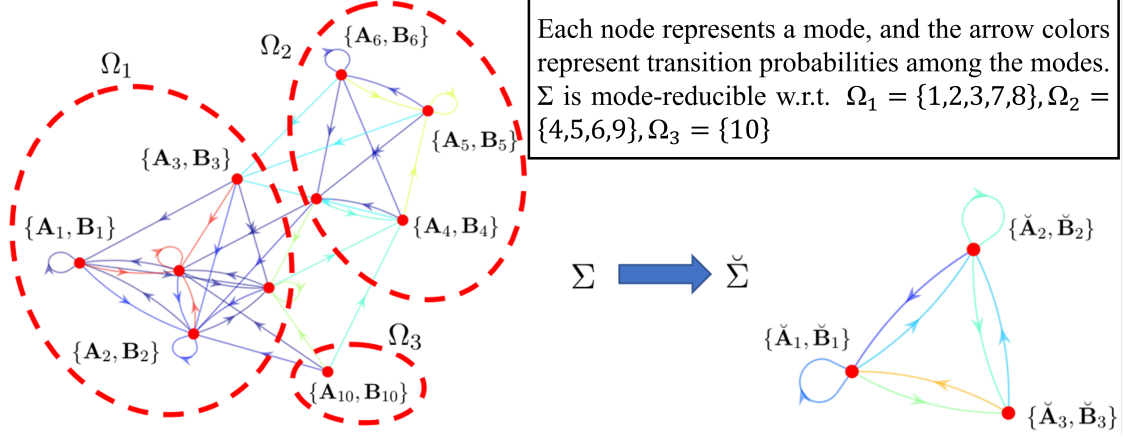 Each node represents a mode, and the arrow colors
represent transition probabilities among the modes.
Σ is mode-reducible w.r.t. Ω₁ = {1,2,3,7,8}, Ω₂ =
{4,5,6,9}, Ω₃ = {10}
Ω₁
Ω₂
{A₆, B₆}
{A₅, B₅}
{A₃, B₃}
{A₁, B₁}
{A₄, B₄}
{A₂, B₂}
Ω₃
{A₁₀, B₁₀}
Σ
Σ̆
{Ă₂, B̆₂}
{Ă₁, B̆₁}
{Ă₃, B̆₃}